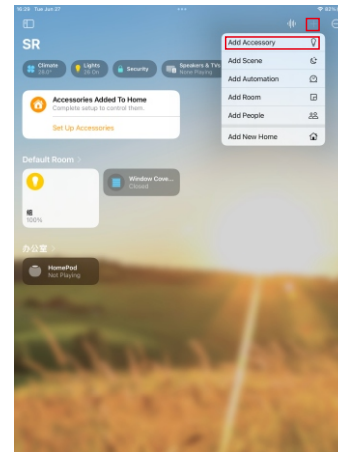 16:29 Tue Jun 27
SR
Add Accessory
Add Scene
Add Automation
Add Room
Add People
Add New Home
Climate
Lights
Security
Speakers & TVs
None Playing
Accessories Added To Home
Complete setup to control them.
Set Up Accessories
Default Room
100%
Window Cove...
Closed
办公室
HomePod
Not Playing